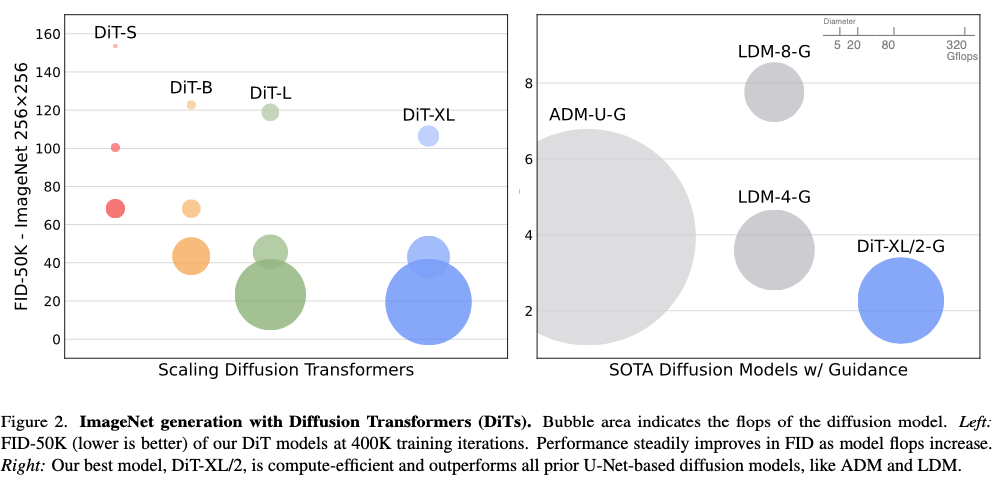 FID-50K - ImageNet 256×256
160
140
120
100
80
60
40
20
0
DiT-S
DiT-B
DiT-L
DiT-XL
Scaling Diffusion Transformers
8
6
4
2
Diameter
5 20 80 320
Gflops
LDM-8-G
ADM-U-G
LDM-4-G
DiT-XL/2-G
SOTA Diffusion Models w/ Guidance
Figure 2. ImageNet generation with Diffusion Transformers (DiTs). Bubble area indicates the flops of the diffusion model. Left:
FID-50K (lower is better) of our DiT models at 400K training iterations. Performance steadily improves in FID as model flops increase.
Right: Our best model, DiT-XL/2, is compute-efficient and outperforms all prior U-Net-based diffusion models, like ADM and LDM.